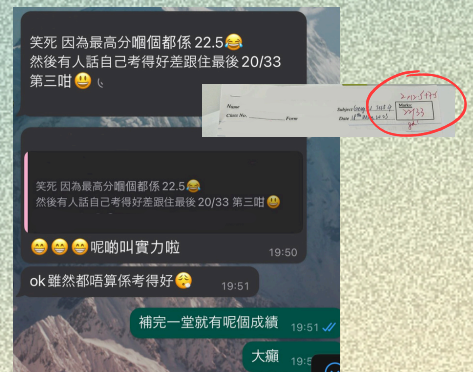 笑死 因為最高分嗰個都係 22.5😂
然後有人話自己考得好差跟住最後 20/33
第三咁😃
Name
Class No.
Form
Subject
Date
Marks
笑死 因為最高分嗰個都係 22.5😂
然後有人話自己考得好差跟住最後 20/33 第三咁😃
😁😁😁呢啲叫實力啦
19:50
ok雖然都唔算係考得好😮‍💨
19:51
補完一堂就有呢個成績
19:51
大癲